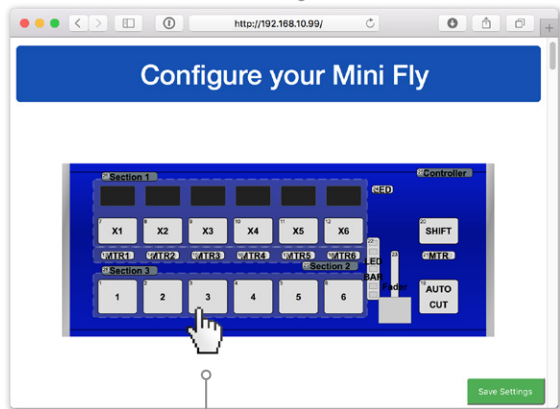 http://192.168.10.99/
Configure your Mini Fly
Section 1
Controller
LED
X1 X2 X3 X4 X5 X6 SHIFT
MTR1 MTR2 MTR3 MTR4 MTR5 MTR6 MTR
Section 3 Section 2
LED
BAR
Fader
1 2 3 4 5 6
AUTO
CUT
Save Settings